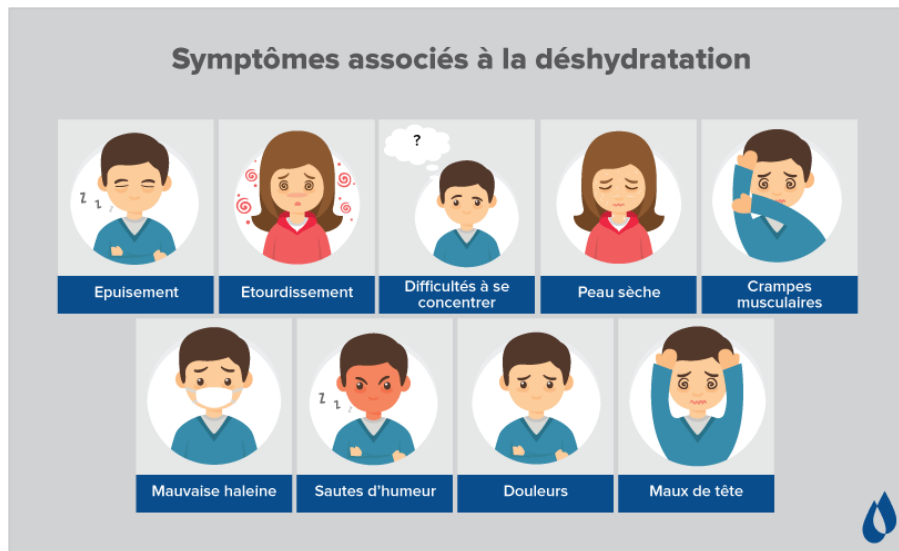 Symptômes associés à la déshydratation
?
z z z
Epuisement
Etourdissement
Difficultés à se
concentrer
Peau sèche
Crampes
musculaires
z z z
Mauvaise haleine
Sautes d'humeur
Douleurs
Maux de tête